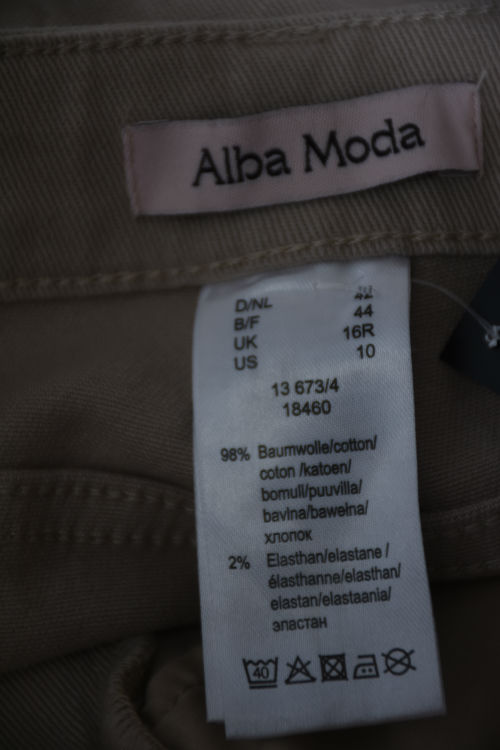 Alba Moda
D/NL 42
B/F 44
UK 16R
US 10
13 673/4
18460
98% Baumwolle/cotton/
coton /katoen/
bomull/puuvilla/
bavlna/bawełna/
хлопок
2% Elasthan/elastane /
élasthanne/elasthan/
elastan/elastaania/
эластан
40